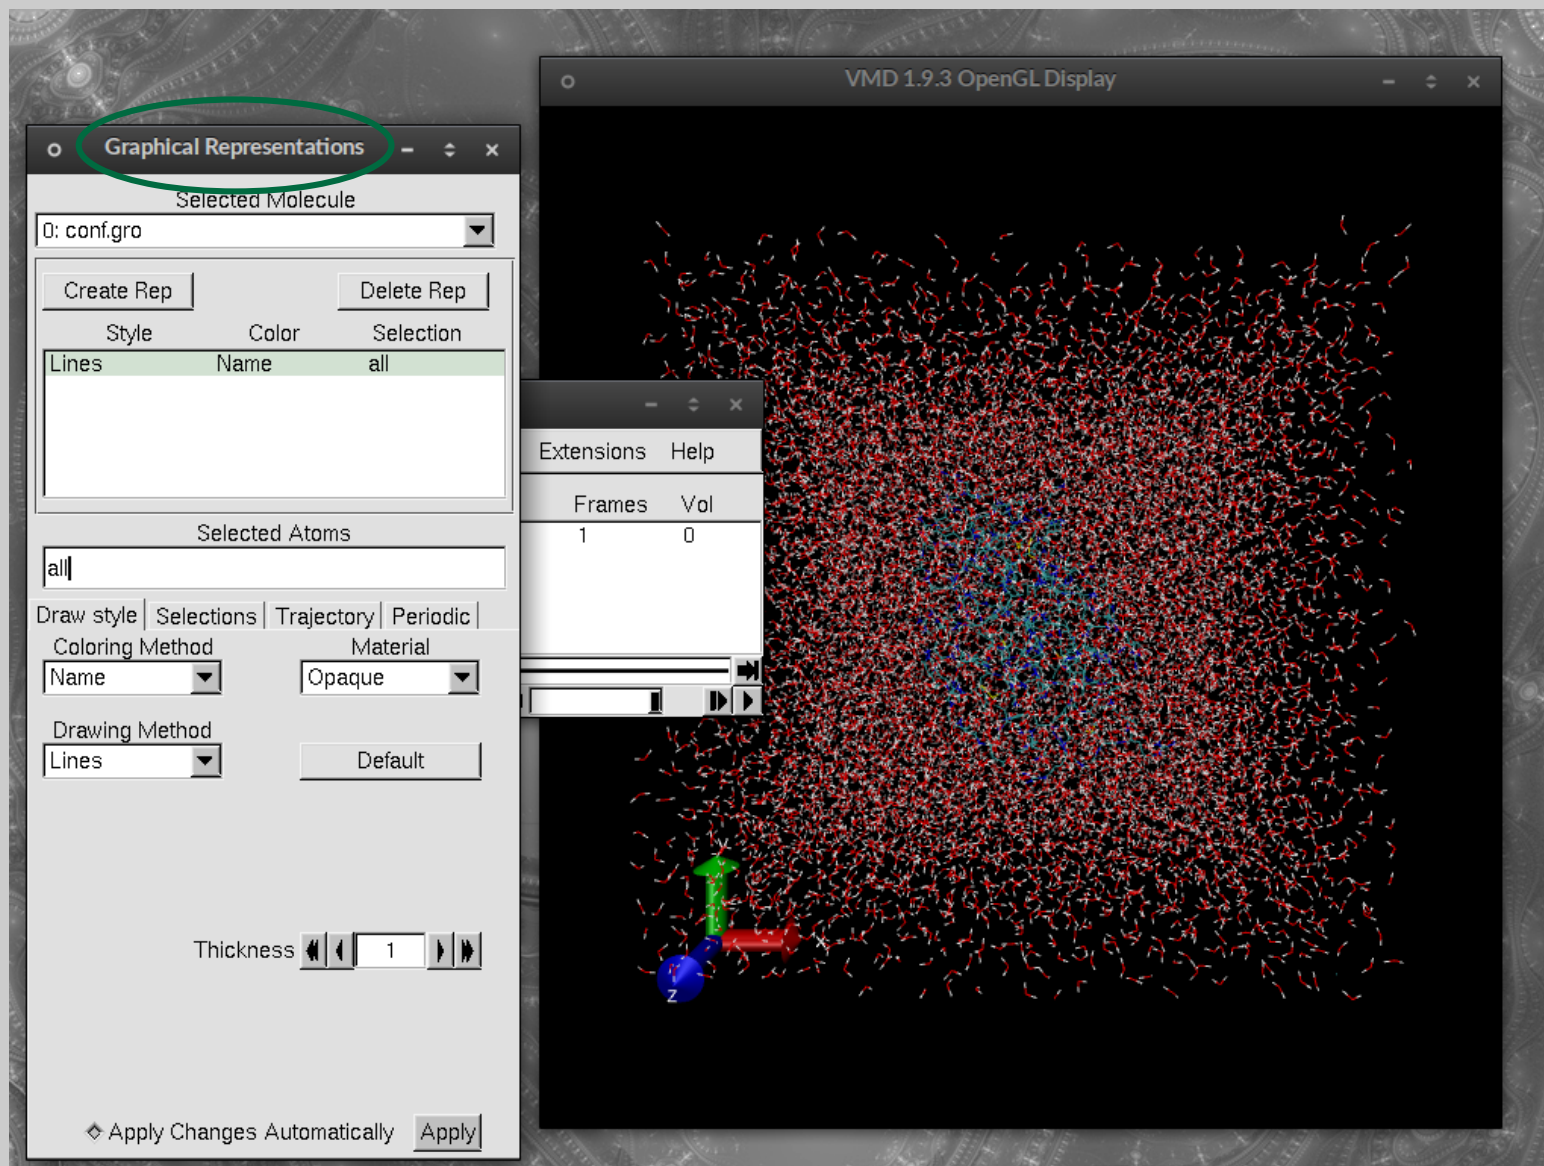 VMD 1.9.3 OpenGL Display
Graphical Representations
Selected Molecule
0: conf.gro
Create Rep Delete Rep
Style Color Selection
Lines Name all
Selected Atoms
all
Draw style Selections Trajectory Periodic
Coloring Method Material
Name Opaque
Drawing Method
Lines Default
Thickness 1
Apply Changes Automatically Apply
Extensions Help
Frames Vol
1 0
Y
X
Z